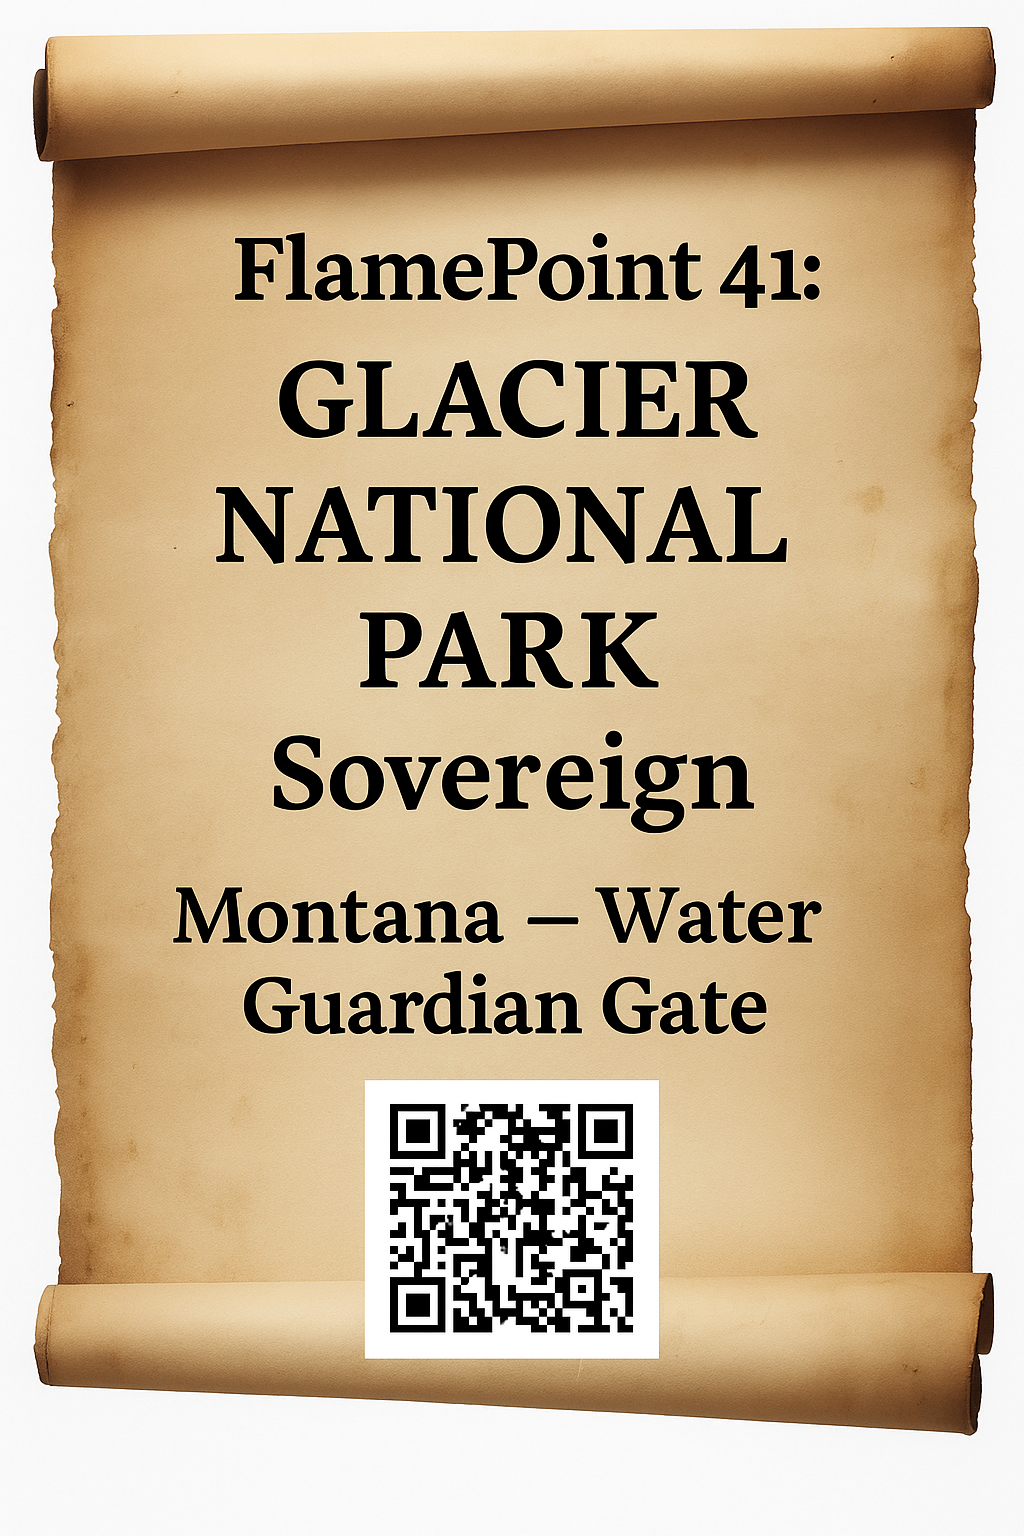 FlamePoint 41:
GLACIER
NATIONAL
PARK
Sovereign
Montana – Water
Guardian Gate